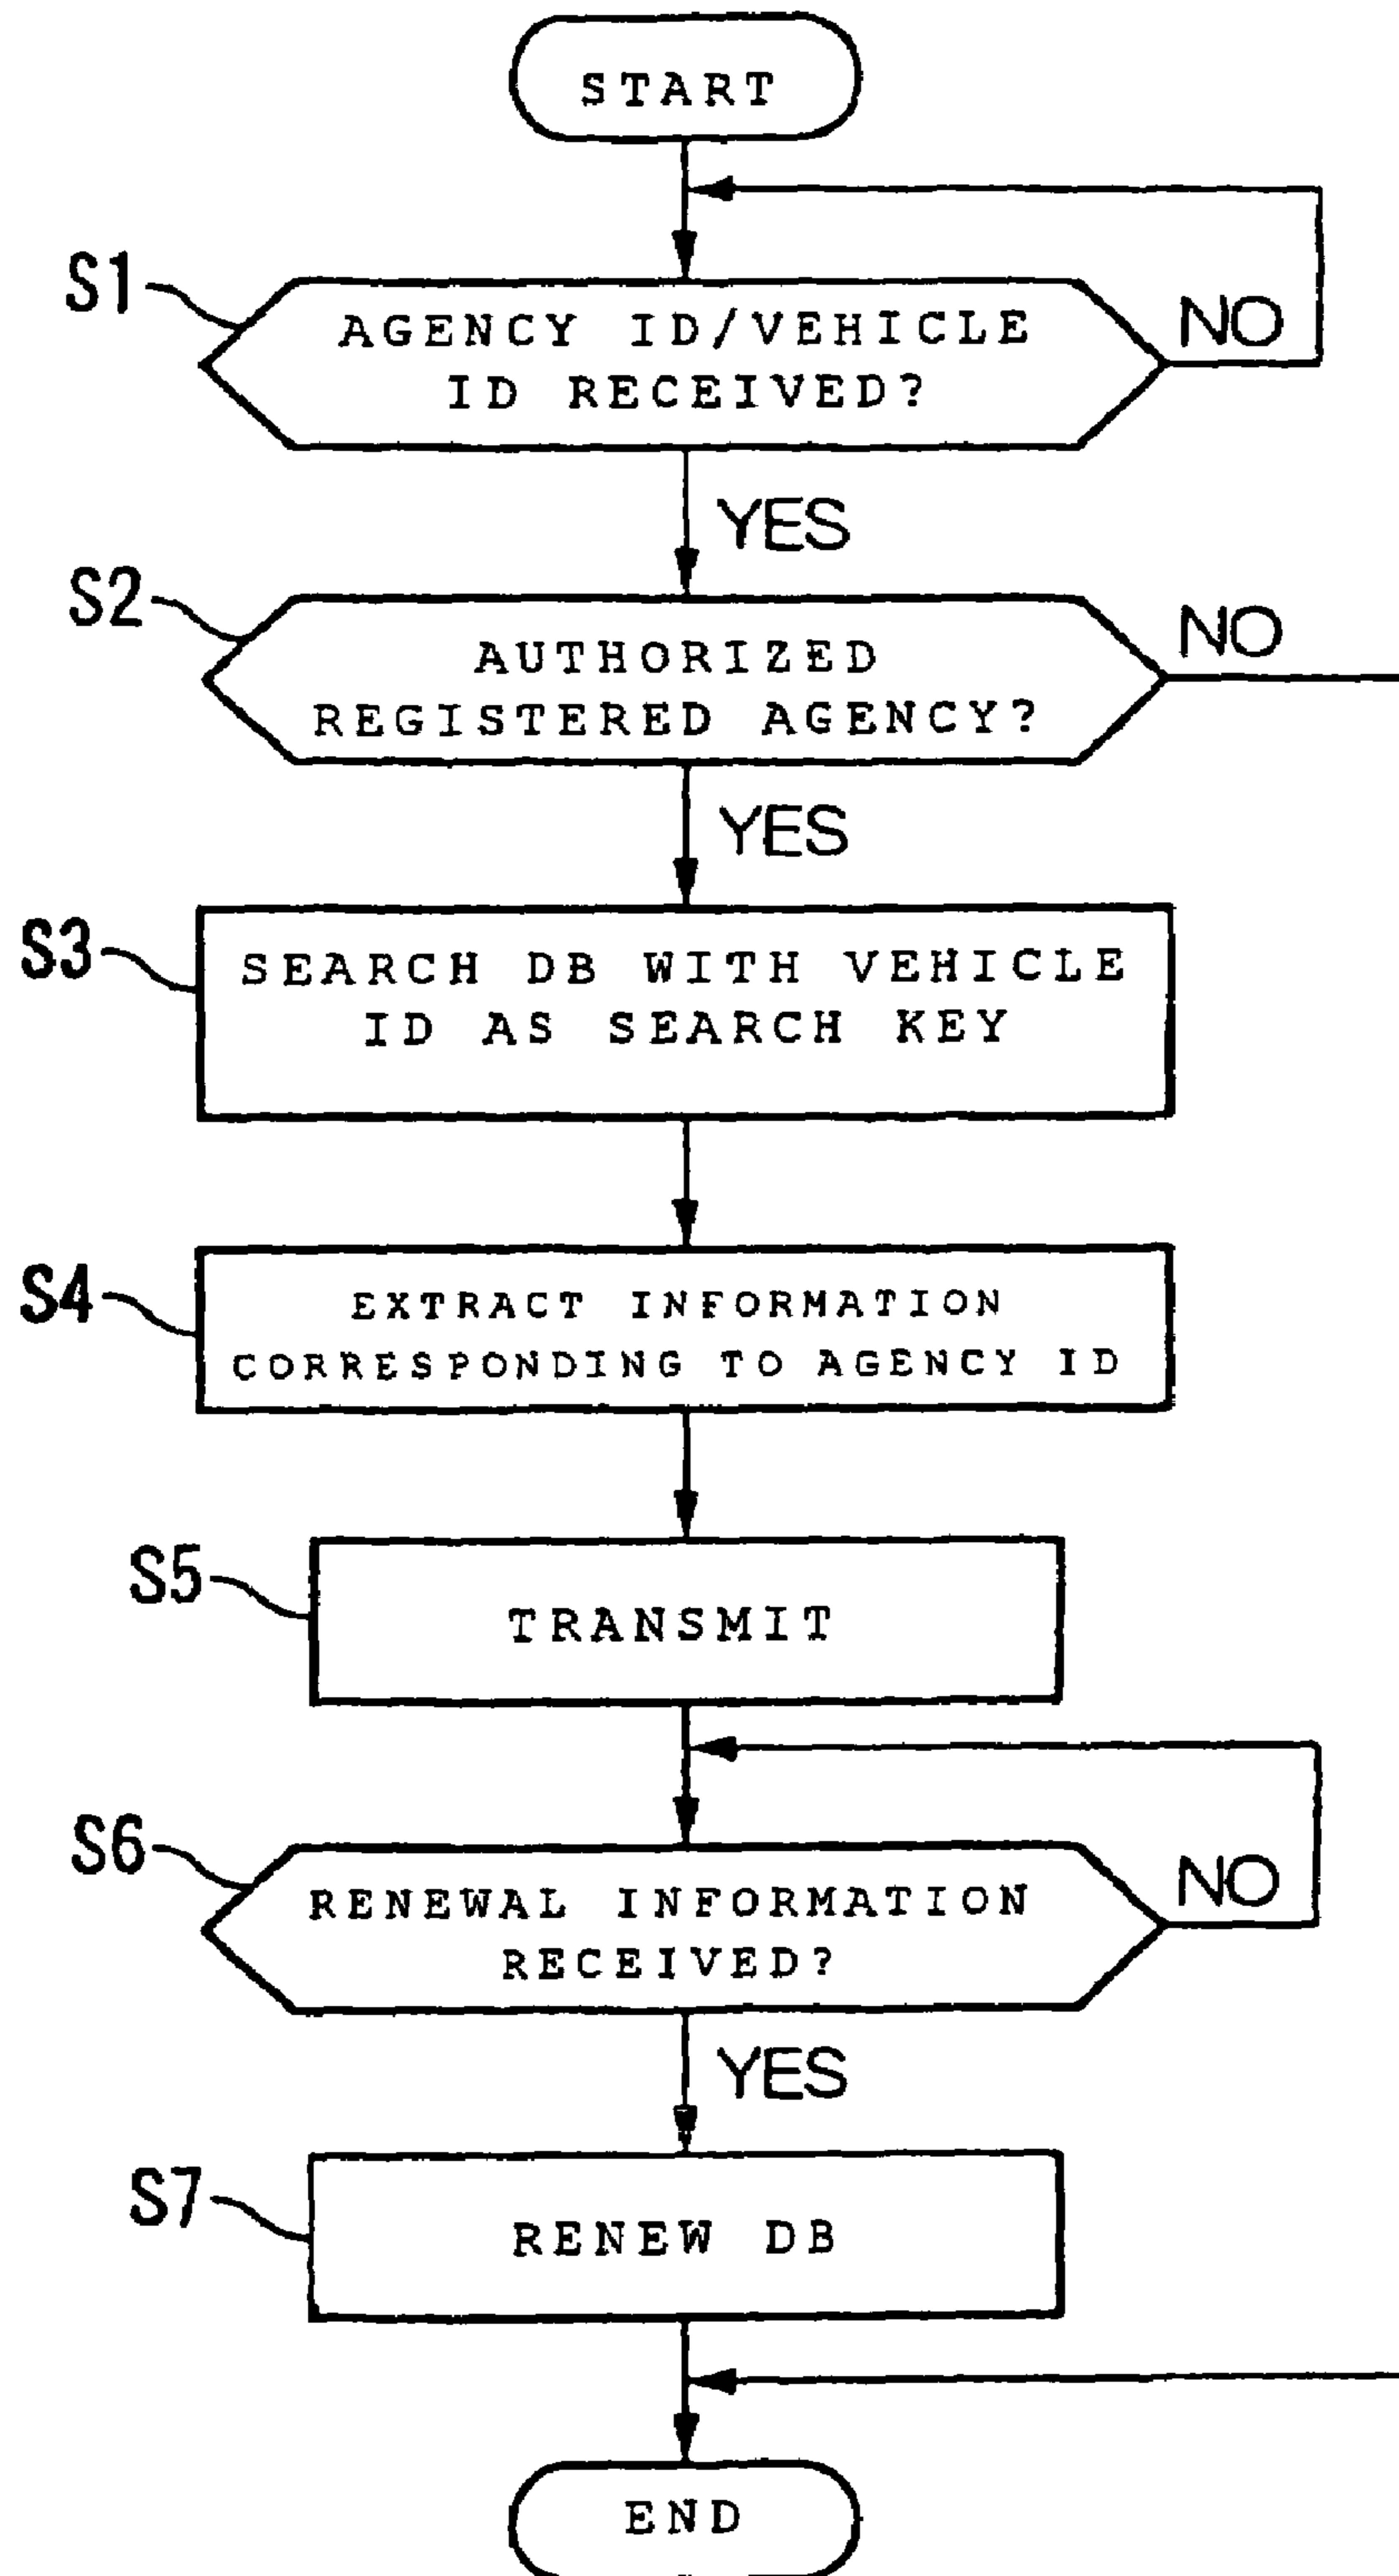 START
S1
AGENCY ID/VEHICLE
ID RECEIVED?
NO
YES
S2
AUTHORIZED
REGISTERED AGENCY?
NO
YES
S3
SEARCH DB WITH VEHICLE
ID AS SEARCH KEY
S4
EXTRACT INFORMATION
CORRESPONDING TO AGENCY ID
S5
TRANSMIT
S6
RENEWAL INFORMATION
RECEIVED?
NO
YES
S7
RENEW DB
END